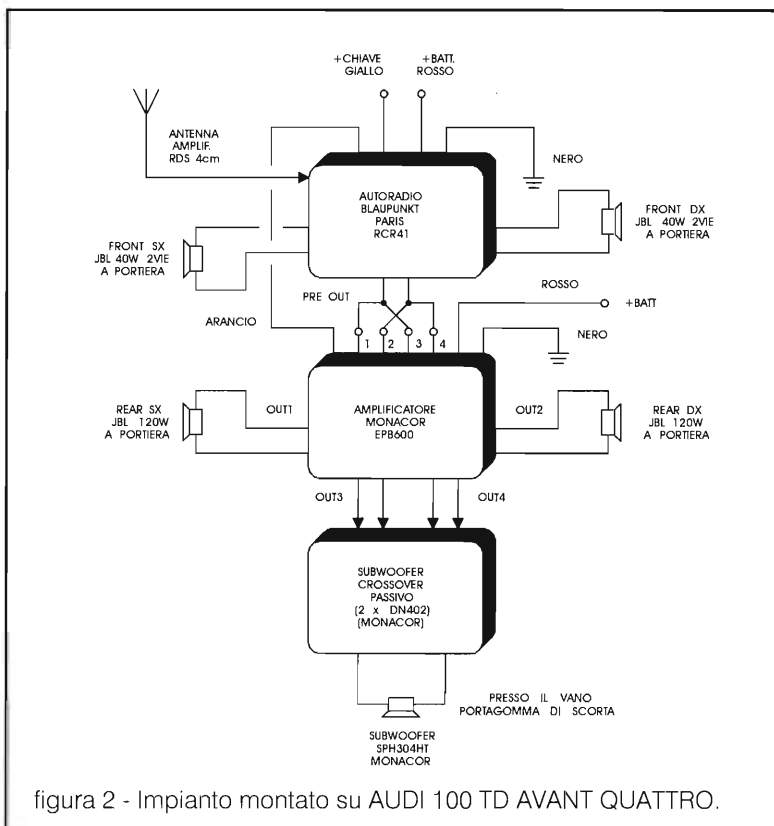 +CHIAVE
GIALLO
+BATT.
ROSSO
ANTENNA
AMPLIF.
RDS 4cm
NERO
AUTORADIO
BLAUPUNKT
PARIS
RCR41
FRONT SX
JBL 40W 2VIE
A PORTIERA
FRONT DX
JBL 40W 2VIE
A PORTIERA
PRE OUT
ROSSO
+BATT
ARANCIO
1 2 3 4
NERO
REAR SX
JBL 120W
A PORTIERA
OUT1
AMPLIFICATORE
MONACOR
EPB600
OUT2
REAR DX
JBL 120W
A PORTIERA
OUT3
OUT4
SUBWOOFER
CROSSOVER
PASSIVO
(2 x DN402)
(MONACOR)
PRESSO IL VANO
PORTAGOMMA DI SCORTA
SUBWOOFER
SPH304HT
MONACOR
figura 2 - Impianto montato su AUDI 100 TD AVANT QUATTRO.